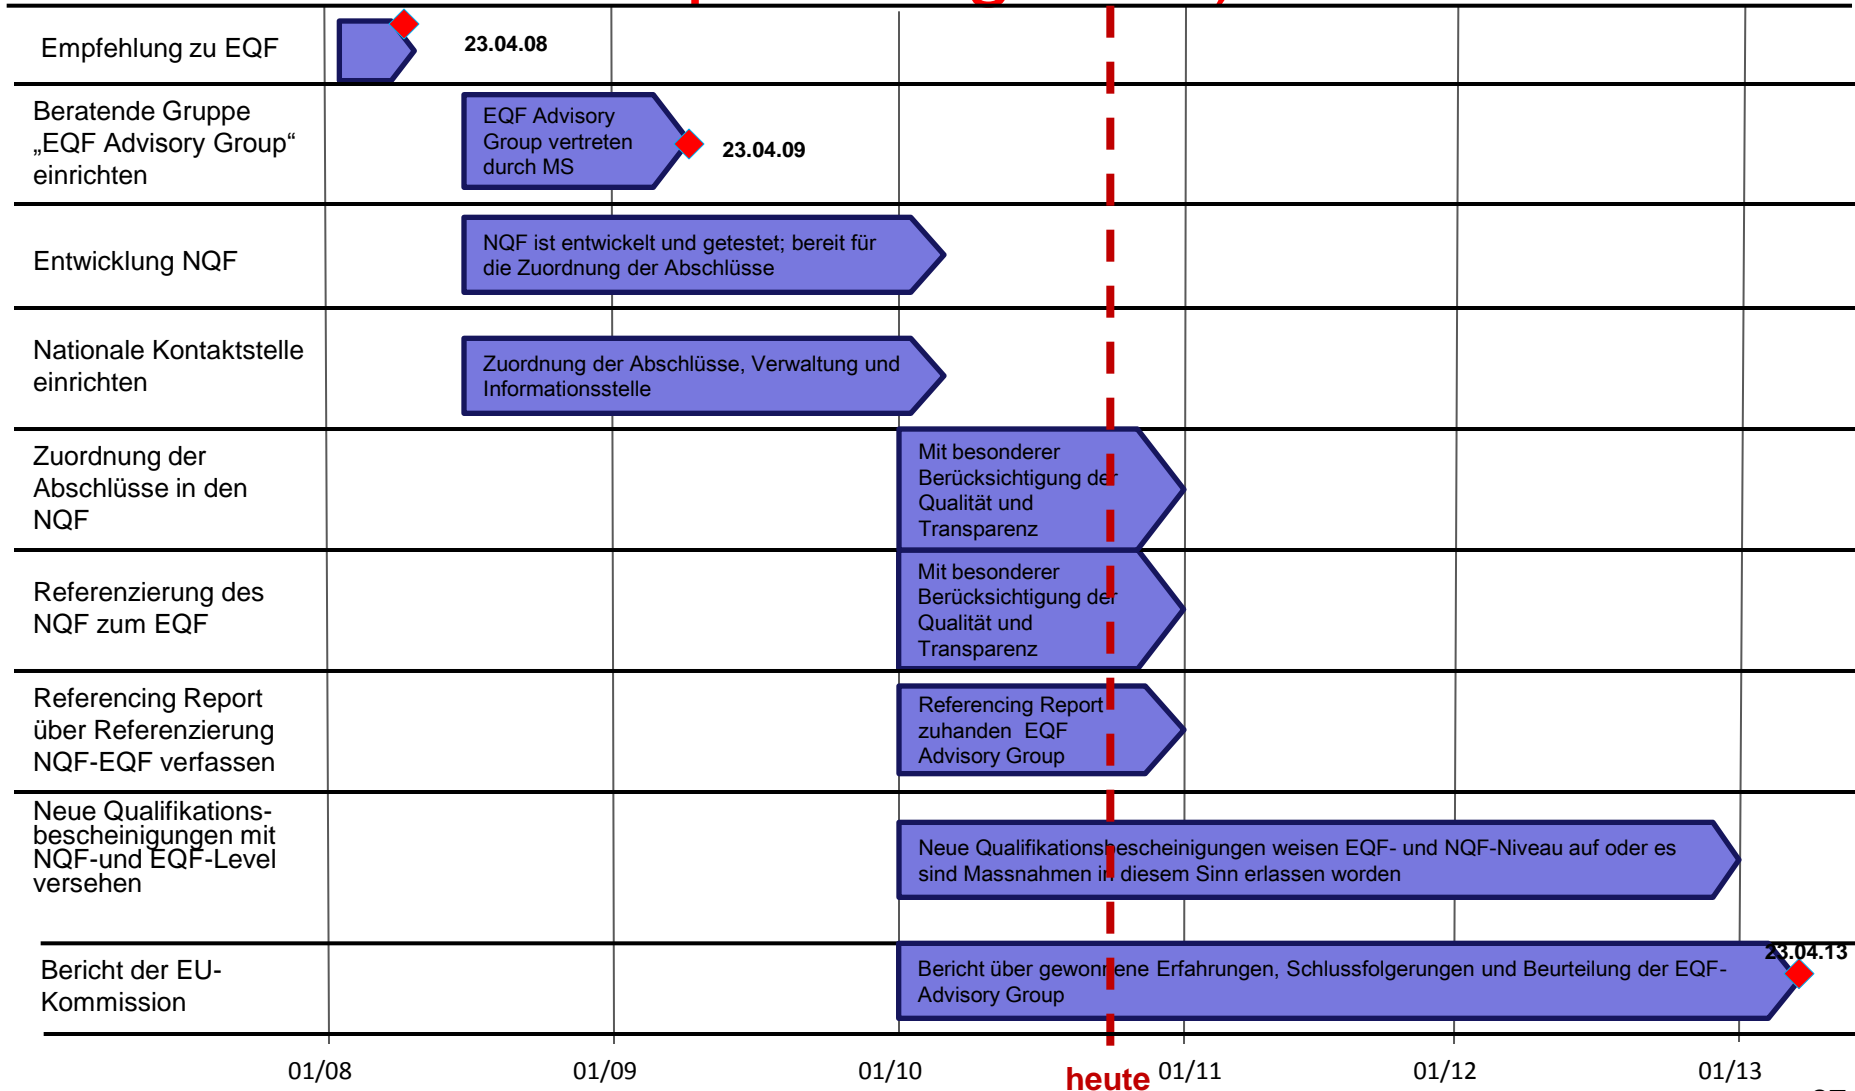 Empfehlung zu EQF
23.04.08
Beratende Gruppe
„EQF Advisory Group“
einrichten
EQF Advisory
Group vertreten
durch MS
23.04.09
Entwicklung NQF
NQF ist entwickelt und getestet; bereit für
die Zuordnung der Abschlüsse
Nationale Kontaktstelle
einrichten
Zuordnung der Abschlüsse, Verwaltung und
Informationsstelle
Zuordnung der
Abschlüsse in den
NQF
Mit besonderer
Berücksichtigung der
Qualität und
Transparenz
Referenzierung des
NQF zum EQF
Mit besonderer
Berücksichtigung der
Qualität und
Transparenz
Referencing Report
über Referenzierung
NQF-EQF verfassen
Referencing Report
zuhanden EQF
Advisory Group
Neue Qualifikations-
bescheinigungen mit
NQF-und EQF-Level
versehen
Neue Qualifikationsbescheinigungen weisen EQF- und NQF-Niveau auf oder es
sind Massnahmen in diesem Sinn erlassen worden
Bericht der EU-
Kommission
Bericht über gewonnene Erfahrungen, Schlussfolgerungen und Beurteilung der EQF-
Advisory Group
23.04.13
01/08 01/09 01/10 heute 01/11 01/12 01/13